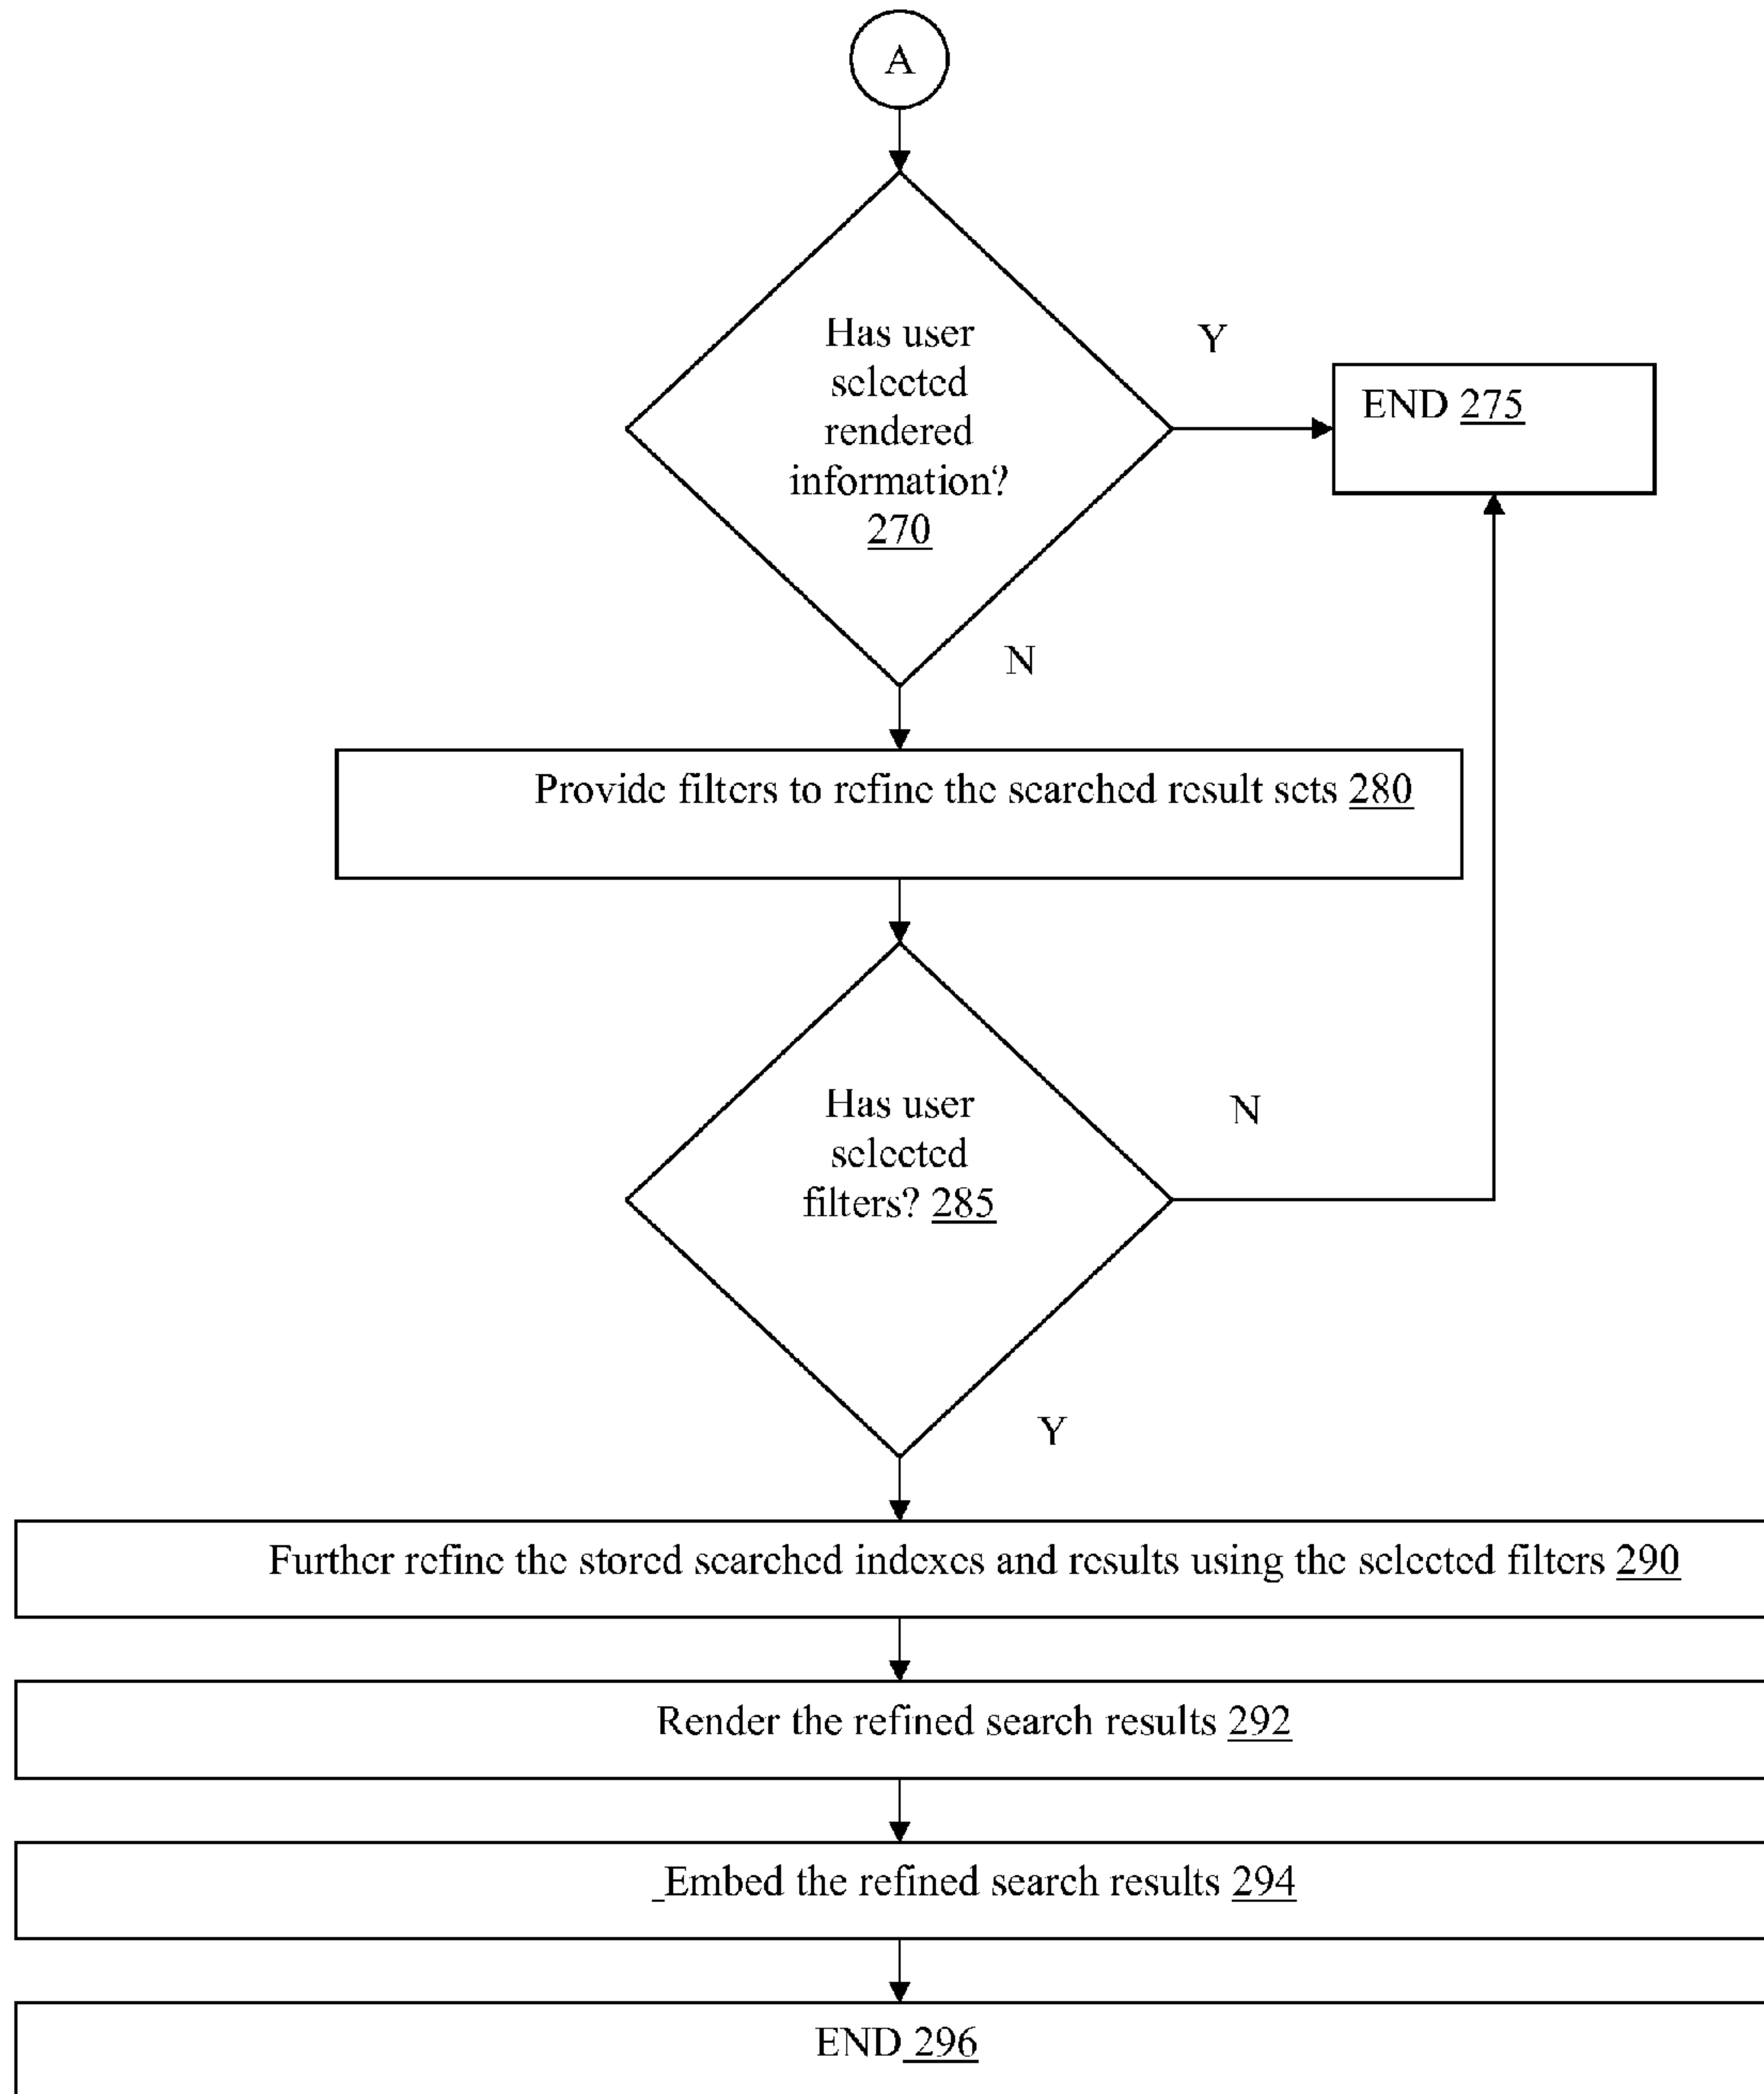 A
Has user
selected
rendered
information?
270
Y
END 275
N
Provide filters to refine the searched result sets 280
Has user
selected
filters? 285
N
Y
Further refine the stored searched indexes and results using the selected filters 290
Render the refined search results 292
_Embed the refined search results 294
END 296